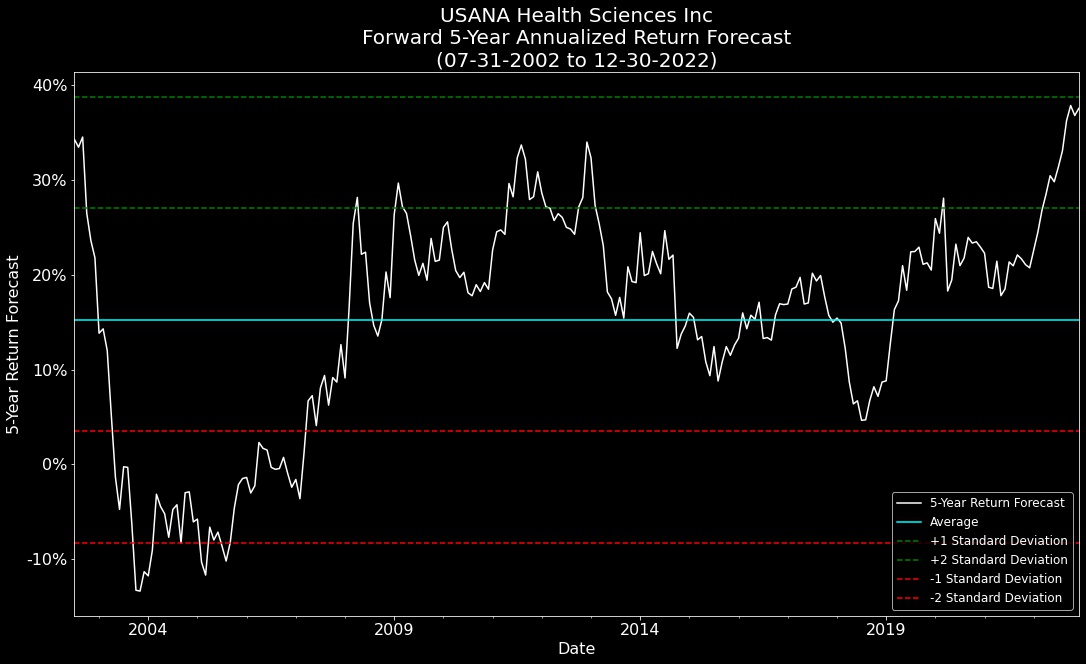 USANA Health Sciences Inc
Forward 5-Year Annualized Return Forecast
(07-31-2002 to 12-30-2022)
5-Year Return Forecast
40%
30%
20%
10%
0%
-10%
2004
2009
2014
2019
Date
5-Year Return Forecast
Average
+1 Standard Deviation
+2 Standard Deviation
-1 Standard Deviation
-2 Standard Deviation